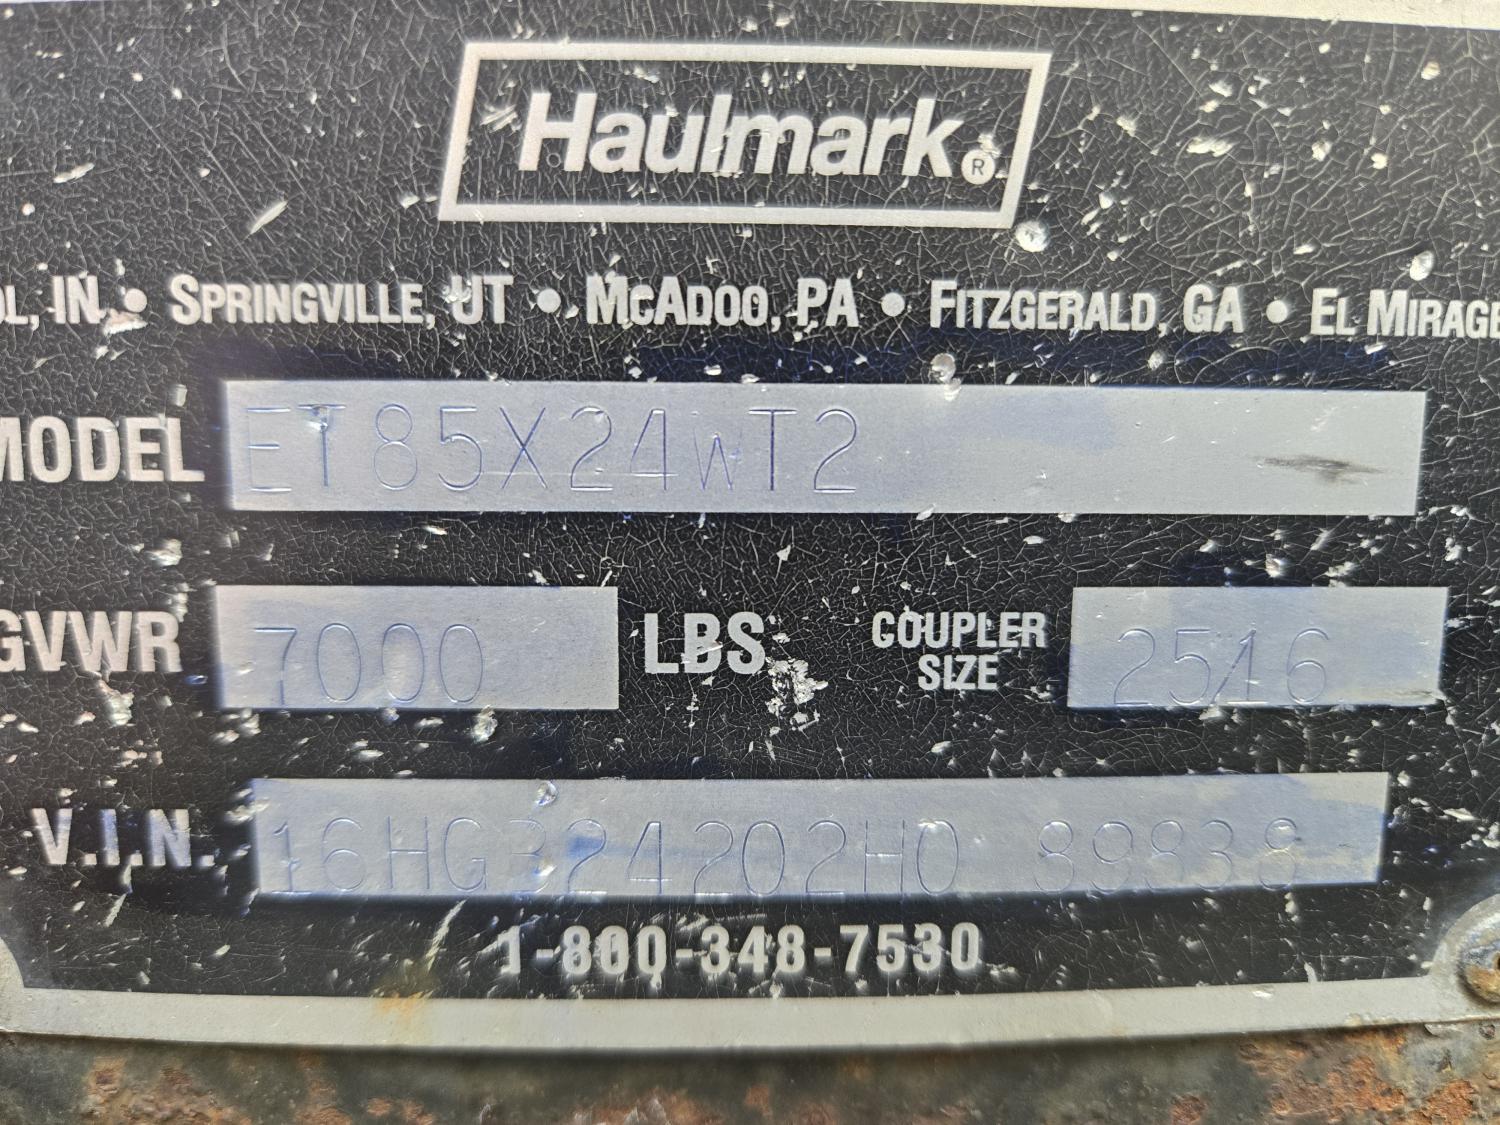 Haulmark®
OL, IN • SPRINGVILLE, UT • MCADOO, PA • FITZGERALD, GA • EL MIRAGE
MODEL ET85X24WT2
GVWR 7000 LBS COUPLER SIZE 2516
V.I.N. 16HGB24202H0 89838
1-800-348-7530